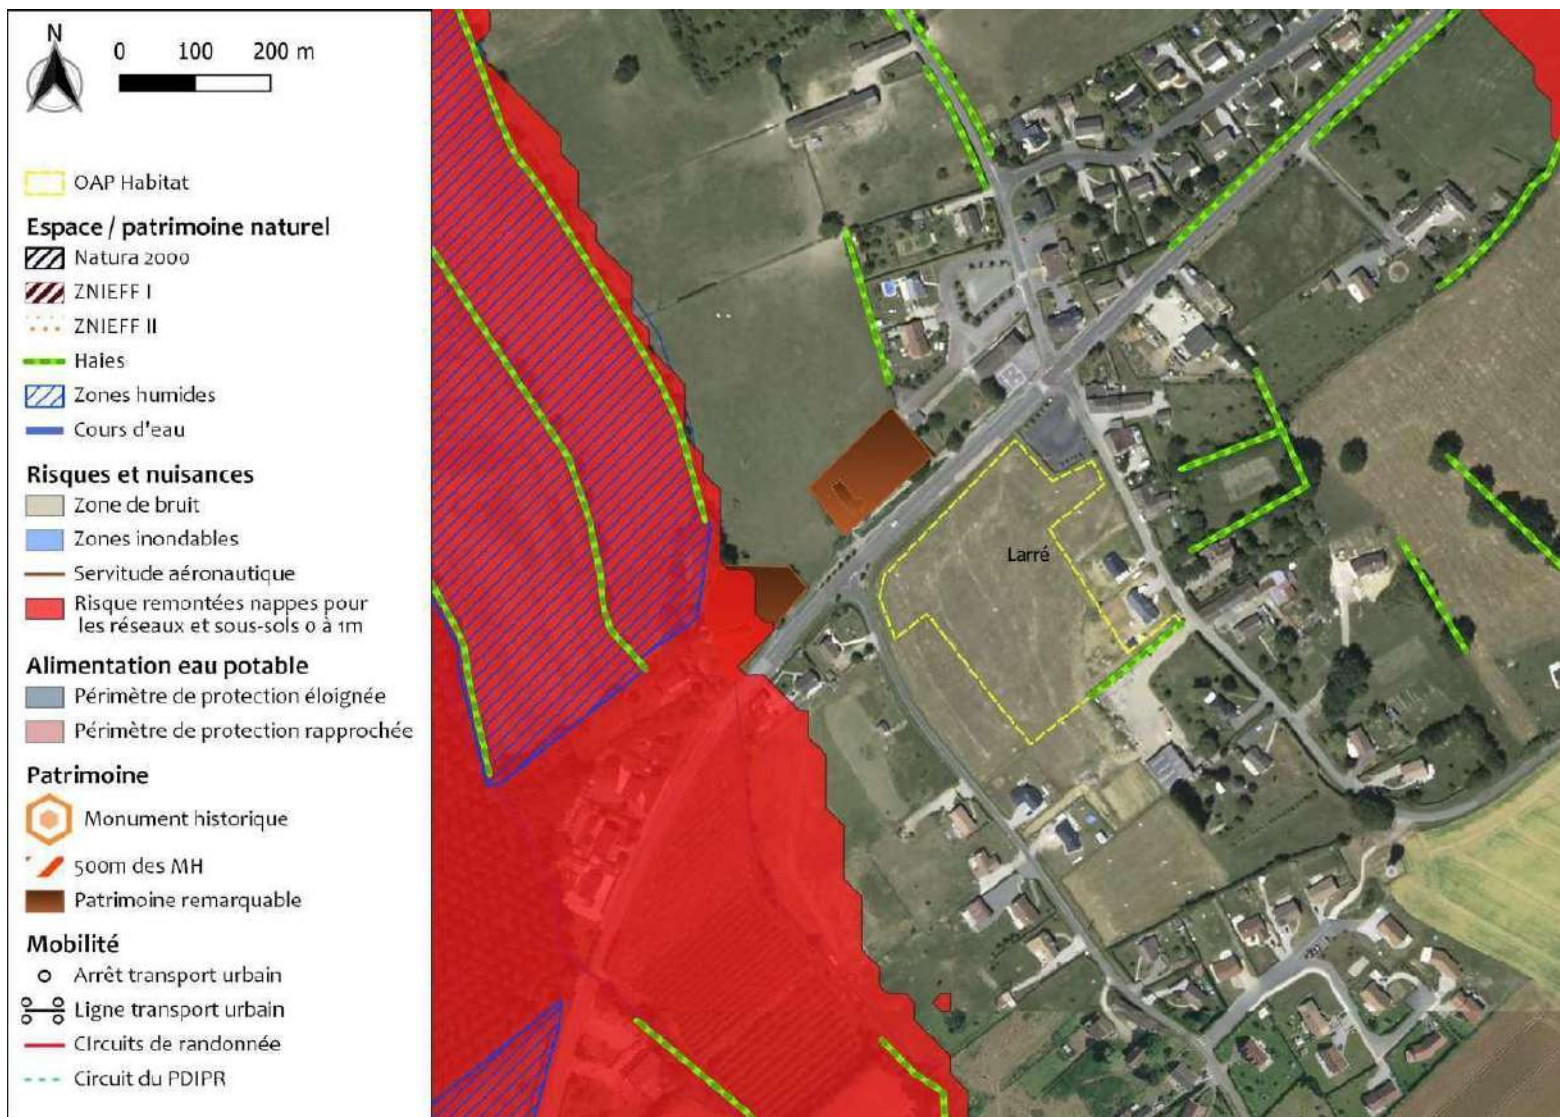 N
0 100 200 m
OAP Habitat
Espace / patrimoine naturel
Natura 2000
ZNIEFF I
ZNIEFF II
Haies
Zones humides
Cours d'eau
Risques et nuisances
Zone de bruit
Zones inondables
Servitude aéronautique
Risque remontées nappes pour
les réseaux et sous-sols 0 à 1m
Alimentation eau potable
Périmètre de protection éloignée
Périmètre de protection rapprochée
Patrimoine
Monument historique
500m des MH
Patrimoine remarquable
Mobilité
Arrêt transport urbain
Ligne transport urbain
Circuits de randonnée
Circuit du PDIPR
Larré